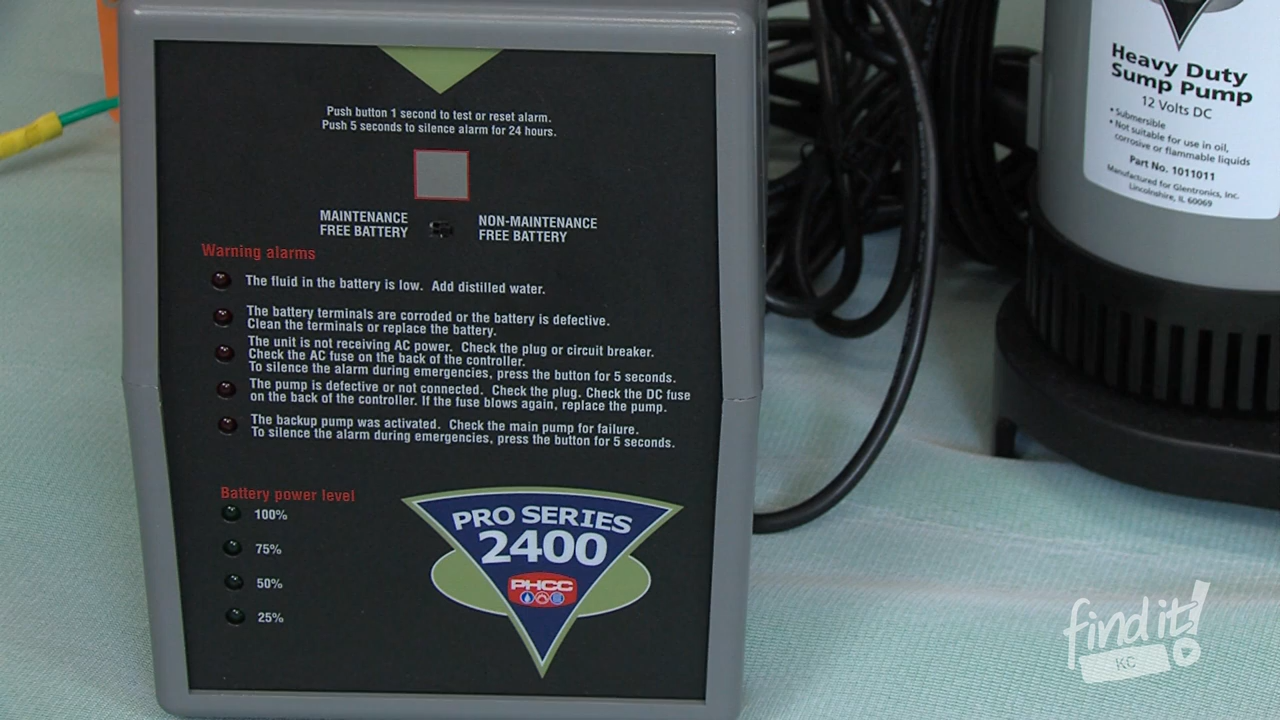 Push button 1 second to test or reset alarm.
Push 5 seconds to silence alarm for 24 hours.
MAINTENANCE
FREE BATTERY
NON-MAINTENANCE
FREE BATTERY
Warning alarms
The fluid in the battery is low. Add distilled water.
The battery terminals are corroded or the battery is defective.
Clean the terminals or replace the battery.
The unit is not receiving AC power. Check the plug or circuit breaker.
Check the AC fuse on the back of the controller.
To silence the alarm during emergencies, press the button for 5 seconds.
The pump is defective or not connected. Check the plug. Check the DC fuse
on the back of the controller. If the fuse blows again, replace the pump.
The backup pump was activated. Check the main pump for failure.
To silence the alarm during emergencies, press the button for 5 seconds.
Battery power level
100%
75%
50%
25%
PRO SERIES
2400
PHCC
Heavy Duty
Sump Pump
12 Volts DC
• Submersible
• Not suitable for use in oil,
corrosive or flammable liquids
Part No. 1011011
Manufactured for Glentronics, Inc.
Lincolnshire, IL 60069
find it!
KC